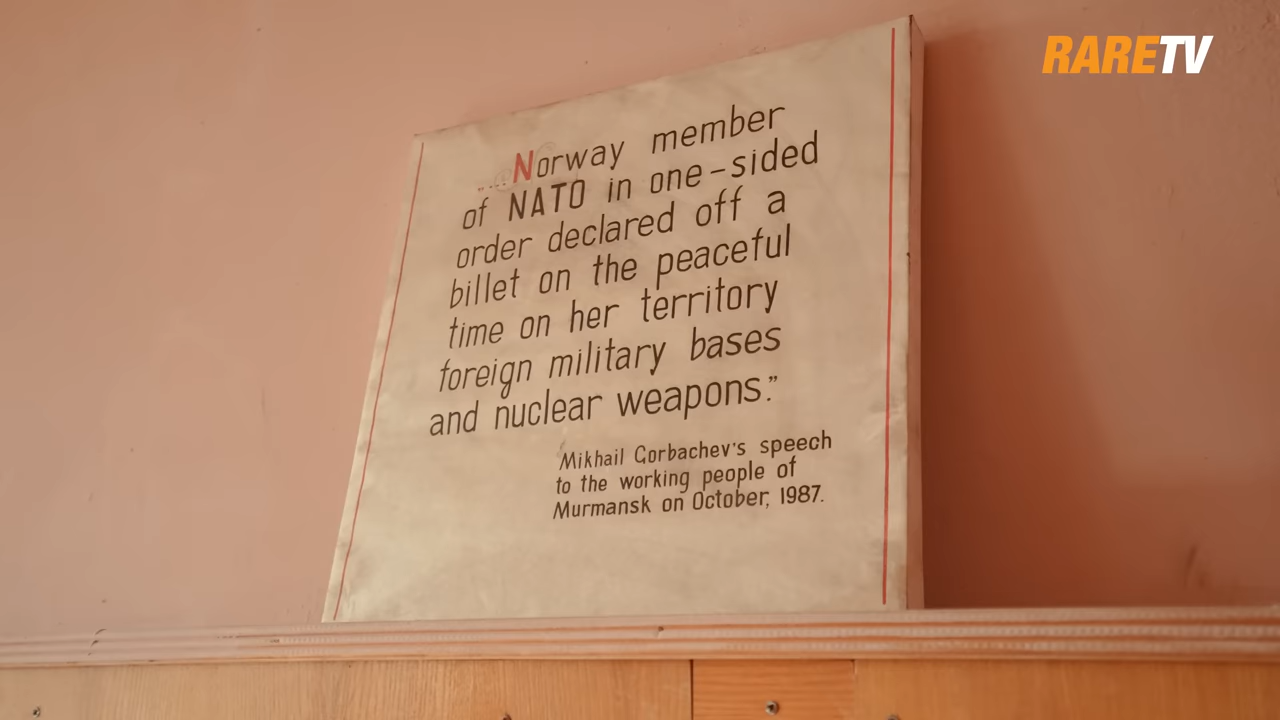 RARETV
„...Norway member
of NATO in one-sided
order declared off a
billet on the peaceful
time on her territory
foreign military bases
and nuclear weapons.”
Mikhail Gorbachev's speech
to the working people of
Murmansk on October, 1987.